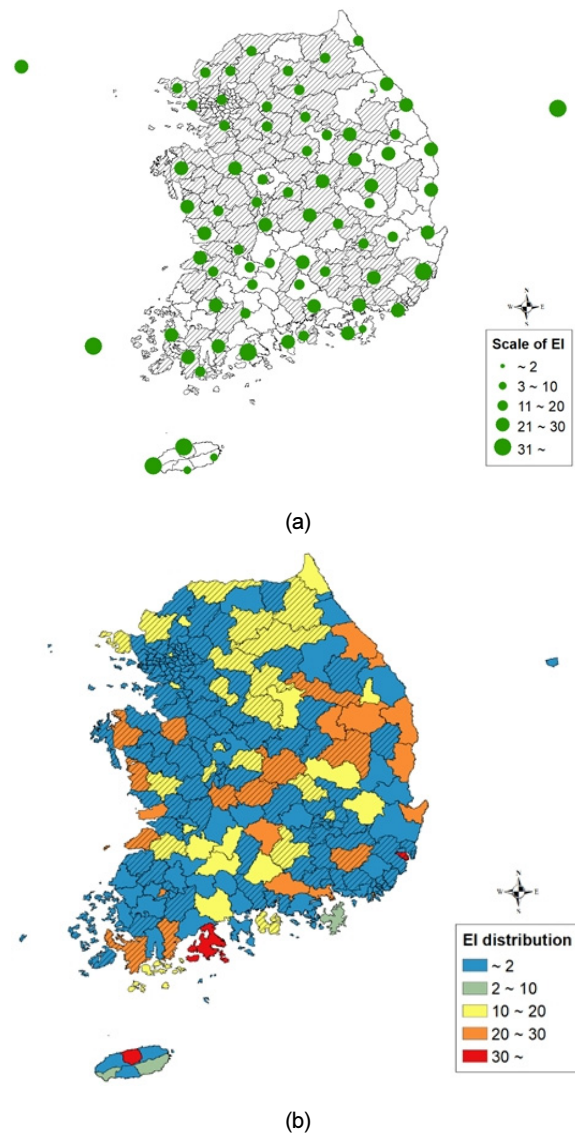 N
W E
S
Scale of EI
~ 2
3 ~ 10
11 ~ 20
21 ~ 30
31 ~
(a)
N
W E
S
EI distribution
~ 2
2 ~ 10
10 ~ 20
20 ~ 30
30 ~
(b)